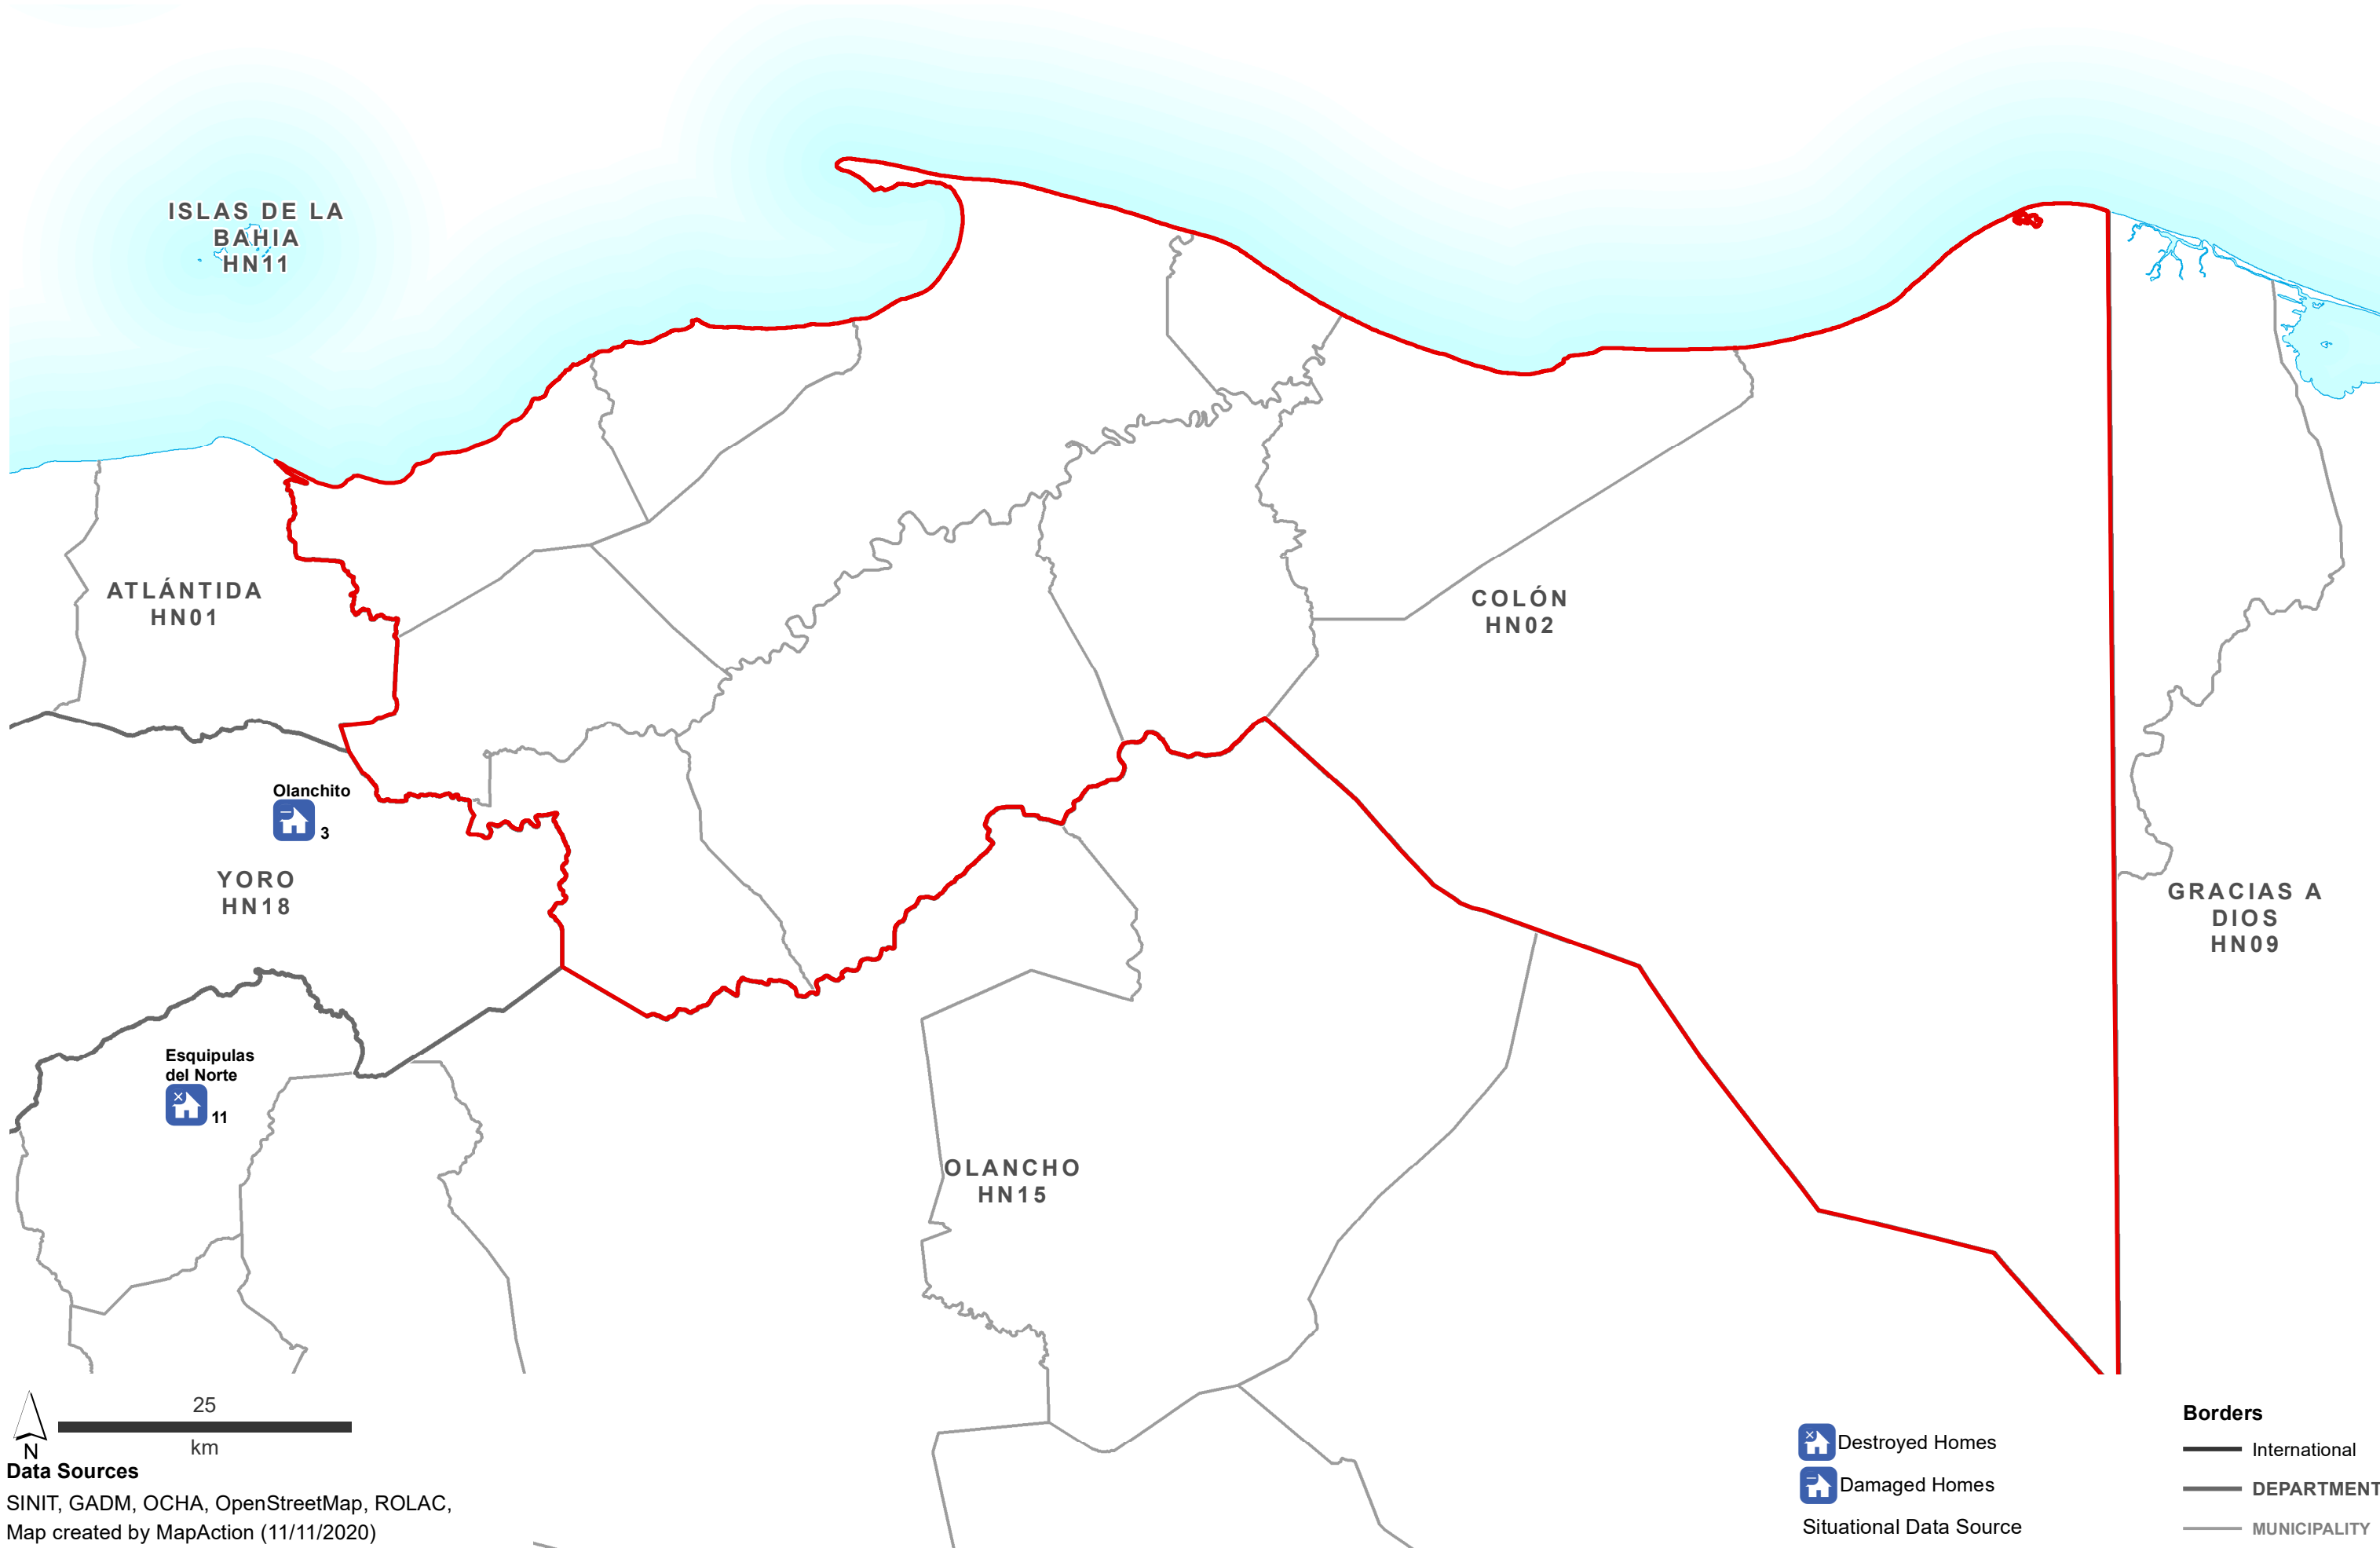 ISLAS DE LA
BAHIA
HN11
ATLÁNTIDA
HN01
COLÓN
HN02
Olanchito
3
YORO
HN18
GRACIAS A
DIOS
HN09
Esquipulas
del Norte
11
OLANCHO
HN15
25
km
N
Data Sources
SINIT, GADM, OCHA, OpenStreetMap, ROLAC,
Map created by MapAction (11/11/2020)
Destroyed Homes
Damaged Homes
Situational Data Source
Borders
International
DEPARTMENT
MUNICIPALITY